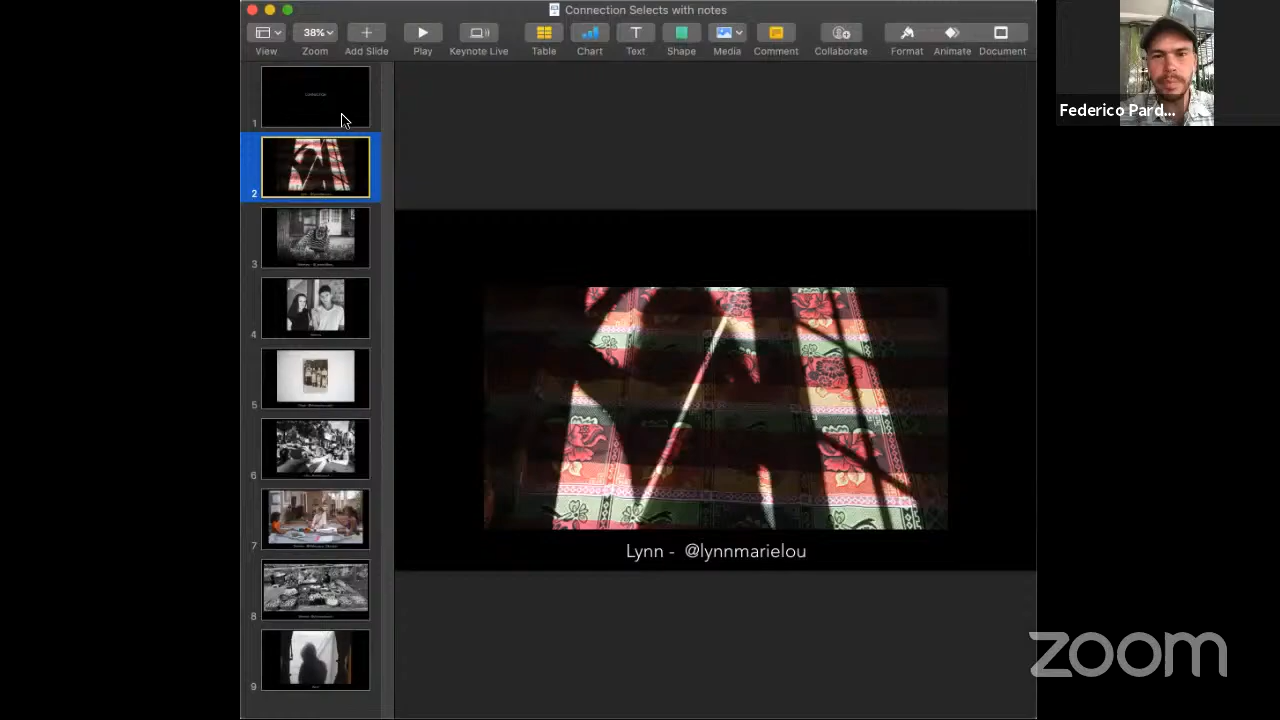 Connection Selects with notes
View
38%
Zoom
Add Slide
Play
Keynote Live
Table
Chart
Text
Shape
Media
Comment
Collaborate
Format
Animate
Document
Federico Pard...
1
2
3
4
5
6
7
8
9
Lynn - @lynnmarielou
zoom